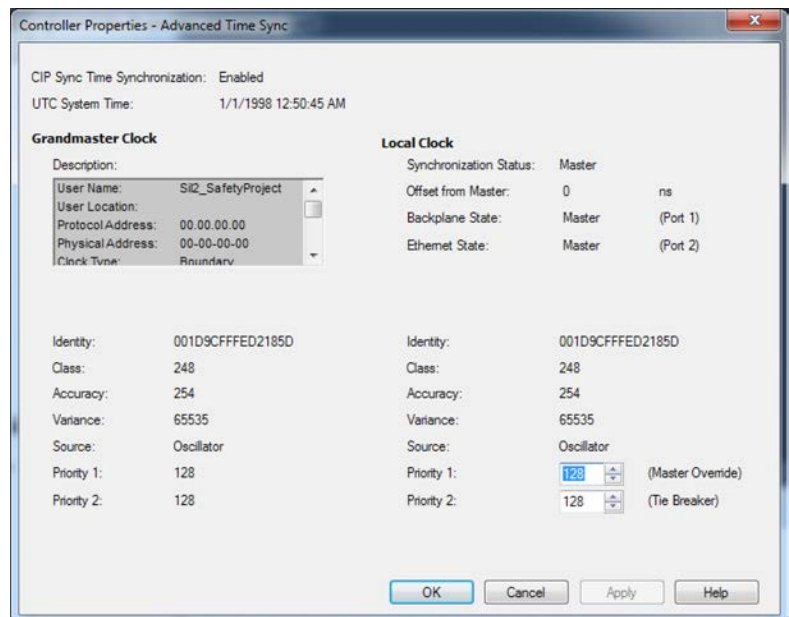 Controller Properties - Advanced Time Sync
CIP Sync Time Synchronization: Enabled
UTC System Time: 1/1/1998 12:50:45 AM
Grandmaster Clock
Description:
User Name: Sil2_SafetyProject
User Location:
Protocol Address: 00.00.00.00
Physical Address: 00-00-00-00
Clock Type: Boundary
Identity: 001D9CFFFED2185D
Class: 248
Accuracy: 254
Variance: 65535
Source: Oscillator
Priority 1: 128
Priority 2: 128
Local Clock
Synchronization Status: Master
Offset from Master: 0 ns
Backplane State: Master (Port 1)
Ethernet State: Master (Port 2)
Identity: 001D9CFFFED2185D
Class: 248
Accuracy: 254
Variance: 65535
Source: Oscillator
Priority 1: 128 (Master Override)
Priority 2: 128 (Tie Breaker)
OK Cancel Apply Help